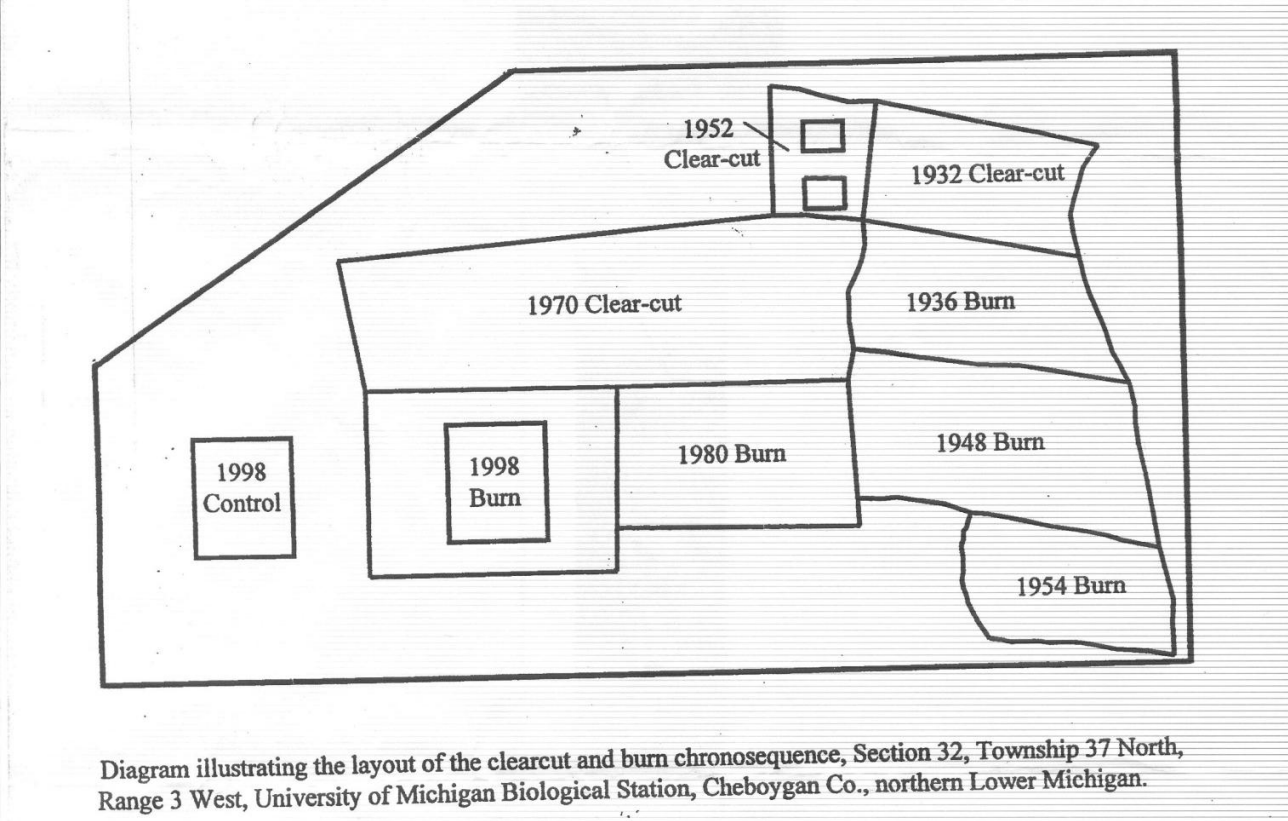 1952
Clear-cut
1932 Clear-cut
1970 Clear-cut
1936 Burn
1998
Control
1998
Burn
1980 Burn
1948 Burn
1954 Burn
Diagram illustrating the layout of the clearcut and burn chronosequence, Section 32, Township 37 North,
Range 3 West, University of Michigan Biological Station, Cheboygan Co., northern Lower Michigan.